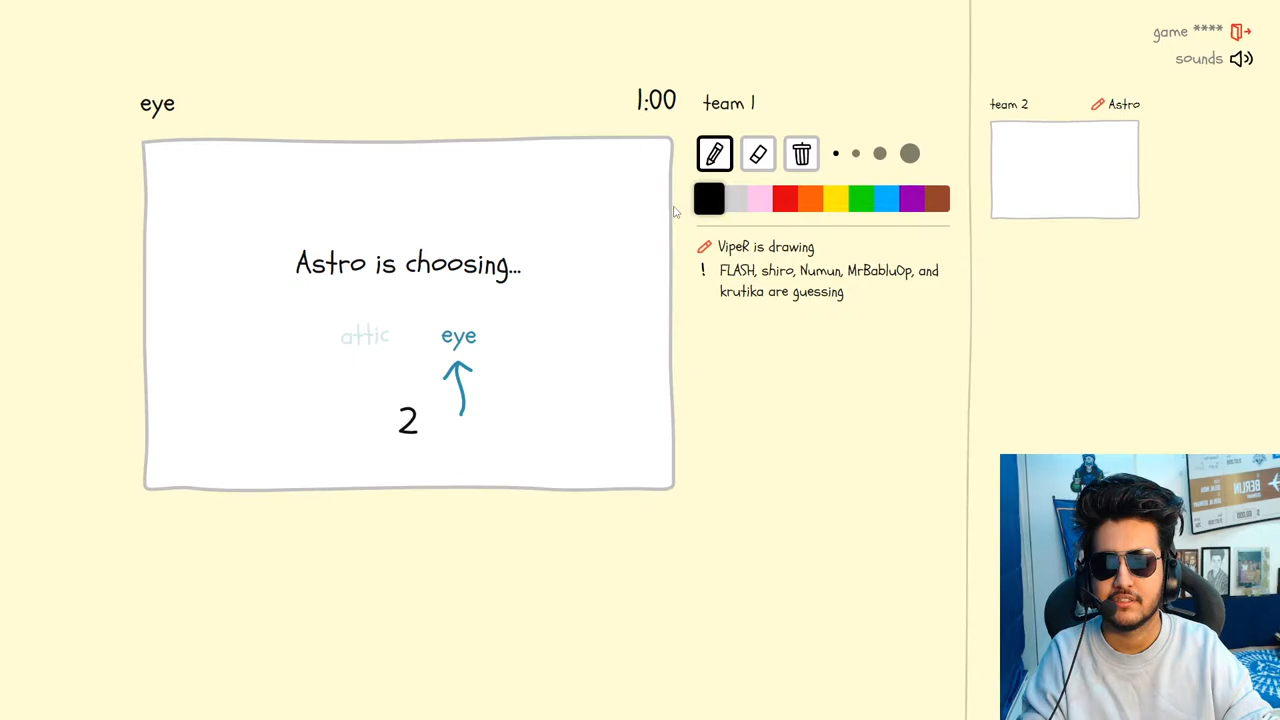 game ****
sounds
eye
1:00
team 1
team 2
Astro
Astro is choosing...
attic
eye
2
VipeR is drawing
! FLASH, shiro, Numun, MrBabluOp, and
krutika are guessing
BERLIN